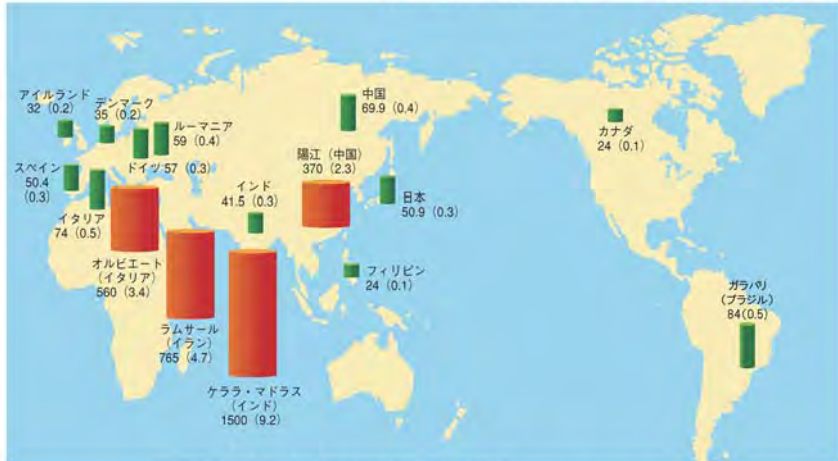 アイルランド
32（0.2）
デンマーク
35（0.2）
ルーマニア
59（0.4）
ドイツ57（0.3）
スペイン
50.4
（0.3）
イタリア
74（0.5）
オルビエート
（イタリア）
560（3.4）
ラムサール
（イラン）
765（4.7）
ケララ・マドラス
（インド）
1500（9.2）
インド
41.5（0.3）
中国
69.9（0.4）
陽江（中国）
370（2.3）
日本
50.9（0.3）
フィリピン
24（0.1）
カナダ
24（0.1）
ガラパリ
（ブラジル）
84(0.5)